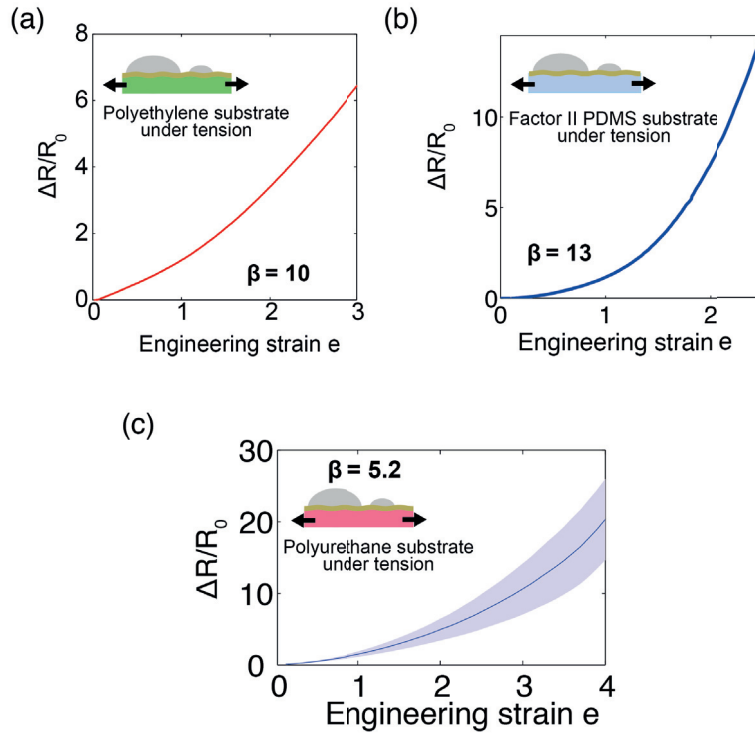 (a)
8
6
4
2
0
ΔR/R0
Polyethylene substrate
under tension
β = 10
0
1
2
3
Engineering strain e
(b)
10
5
0
ΔR/R0
Factor II PDMS substrate
under tension
β = 13
0
1
2
Engineering strain e
(c)
30
20
10
0
ΔR/R0
β = 5.2
Polyurethane substrate
under tension
0
1
2
3
4
Engineering strain e